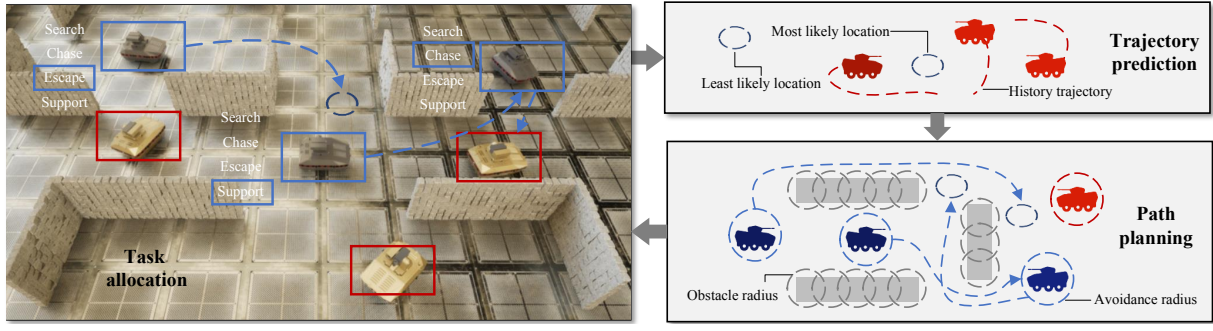 Search
Chase
Escape
Support
Search
Chase
Escape
Support
Search
Chase
Escape
Support
Task
allocation
Most likely location
Least likely location
History trajectory
Trajectory
prediction
Obstacle radius
Avoidance radius
Path
planning